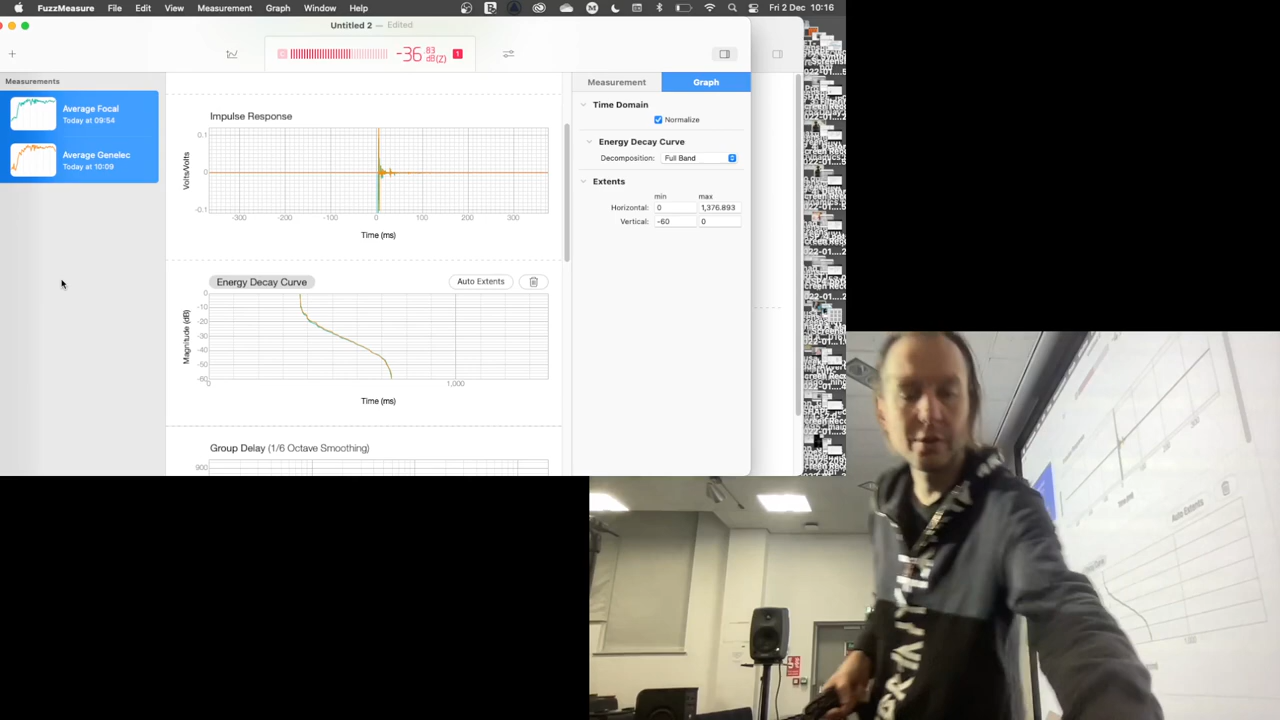 FuzzMeasure File Edit View Measurement Graph Window Help
Fri 2 Dec 10:16
Untitled 2 — Edited
-36.83 dB(Z) 1
Measurements
Average Focal
Today at 09:54
Average Genelec
Today at 10:09
Impulse Response
0.1
0
-0.1
Volts/Volts
-300 -200 -100 0 100 200 300
Time (ms)
Energy Decay Curve
Auto Extents
0
-10
-20
-30
-40
-50
-60
Magnitude (dB)
0 1,000
Time (ms)
Group Delay (1/6 Octave Smoothing)
900
Measurement Graph
Time Domain
Normalize
Energy Decay Curve
Decomposition: Full Band
Extents
min max
Horizontal: 0 1,376.893
Vertical: -60 0
Auto Extents